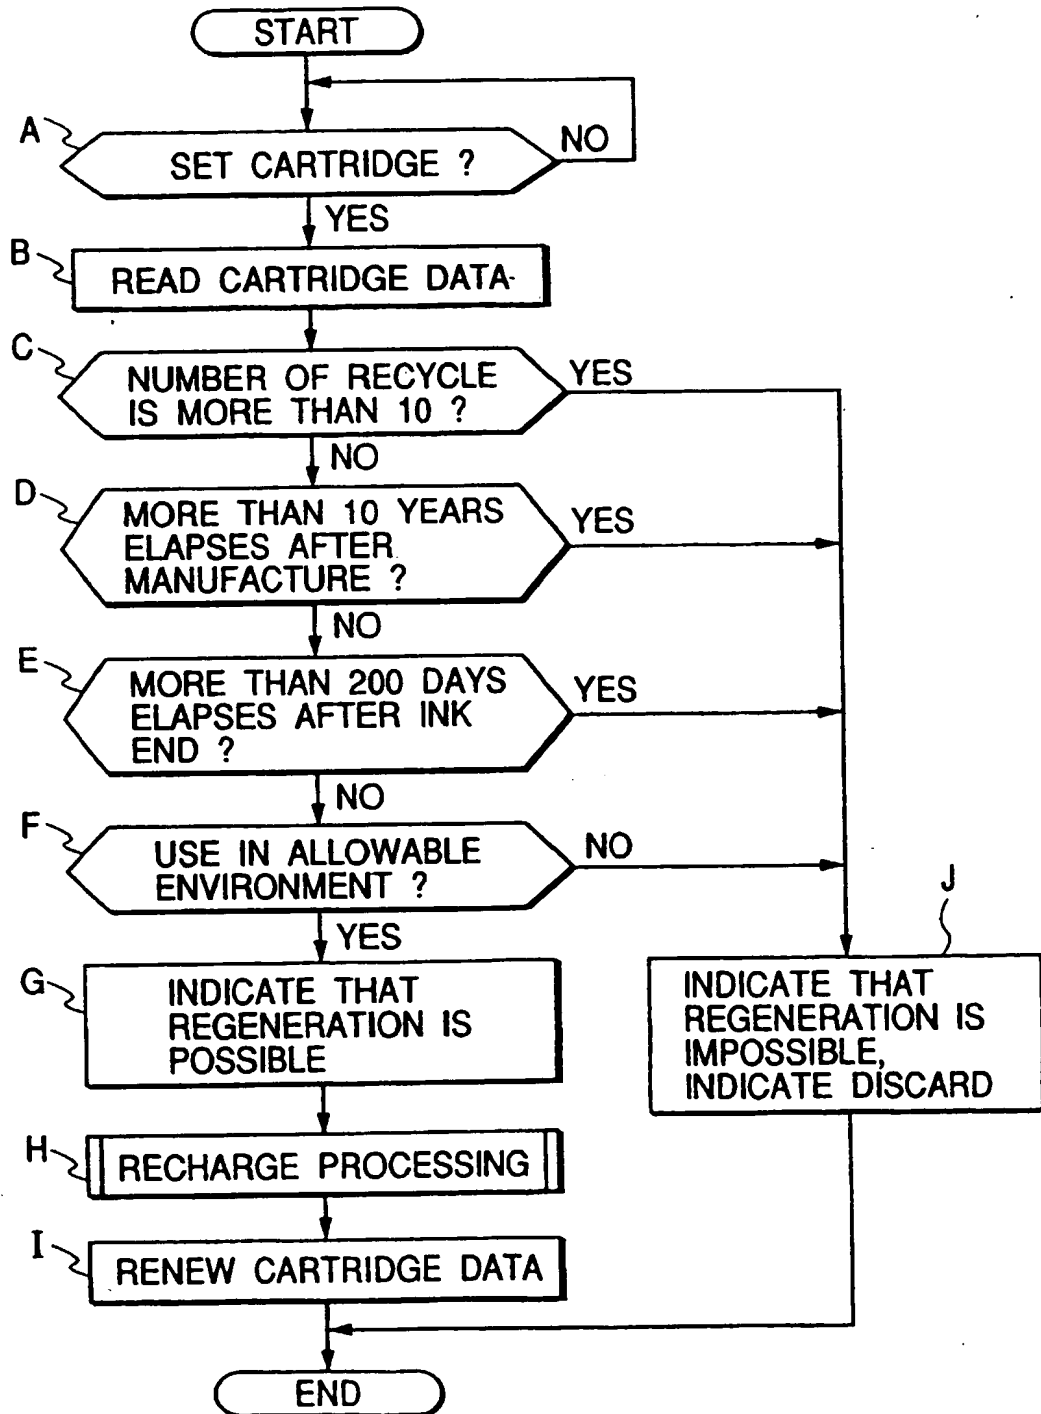 START
A
SET CARTRIDGE ?
NO
YES
B
READ CARTRIDGE DATA
C
NUMBER OF RECYCLE
IS MORE THAN 10 ?
YES
NO
D
MORE THAN 10 YEARS
ELAPSES AFTER
MANUFACTURE ?
YES
NO
E
MORE THAN 200 DAYS
ELAPSES AFTER INK
END ?
YES
NO
F
USE IN ALLOWABLE
ENVIRONMENT ?
NO
YES
G
INDICATE THAT
REGENERATION IS
POSSIBLE
J
INDICATE THAT
REGENERATION IS
IMPOSSIBLE,
INDICATE DISCARD
H
RECHARGE PROCESSING
I
RENEW CARTRIDGE DATA
END